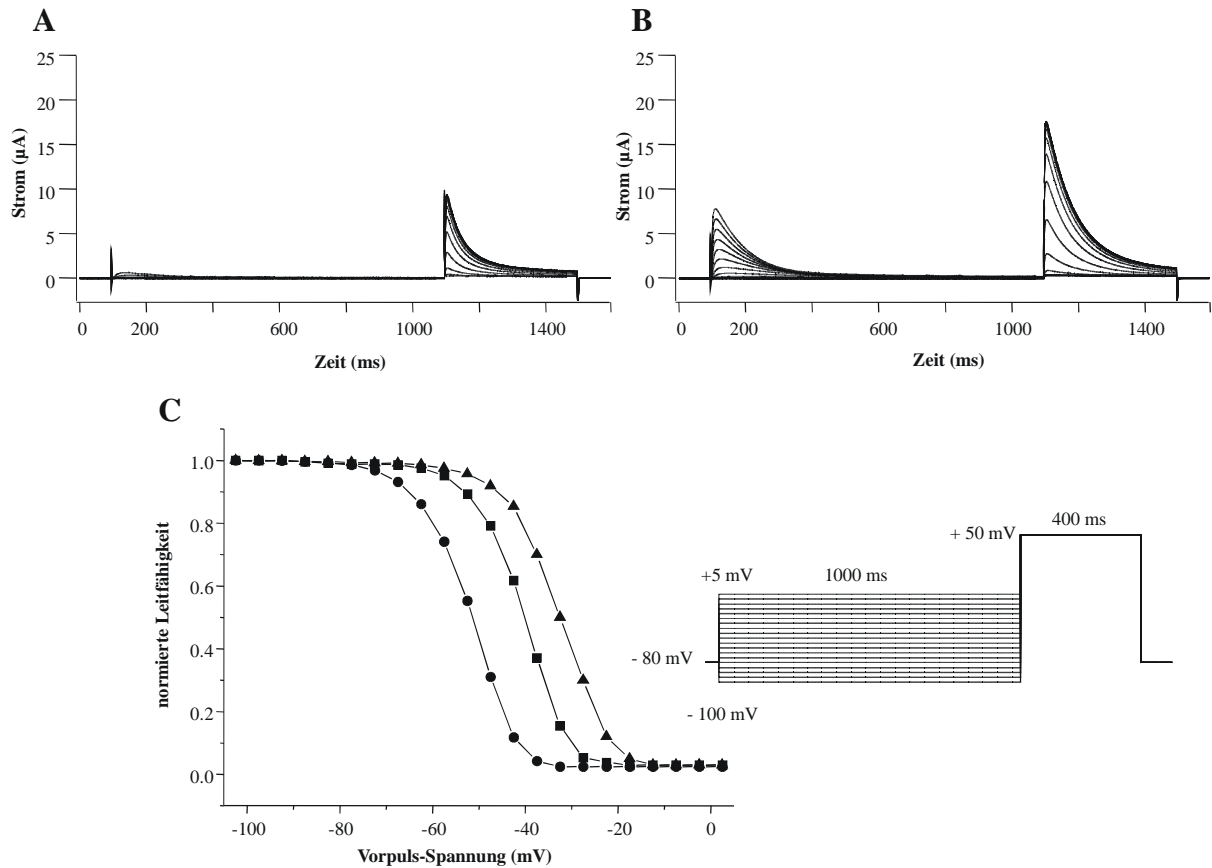 A
25
20
15
10
5
0
Strom (µA)
0
200
600
1000
1400
Zeit (ms)
B
25
20
15
10
5
0
Strom (µA)
0
200
600
1000
1400
Zeit (ms)
C
1.0
0.8
0.6
0.4
0.2
0.0
normierte Leitfähigkeit
-100
-80
-60
-40
-20
0
Vorpuls-Spannung (mV)
+ 50 mV
400 ms
+5 mV
1000 ms
- 80 mV
- 100 mV